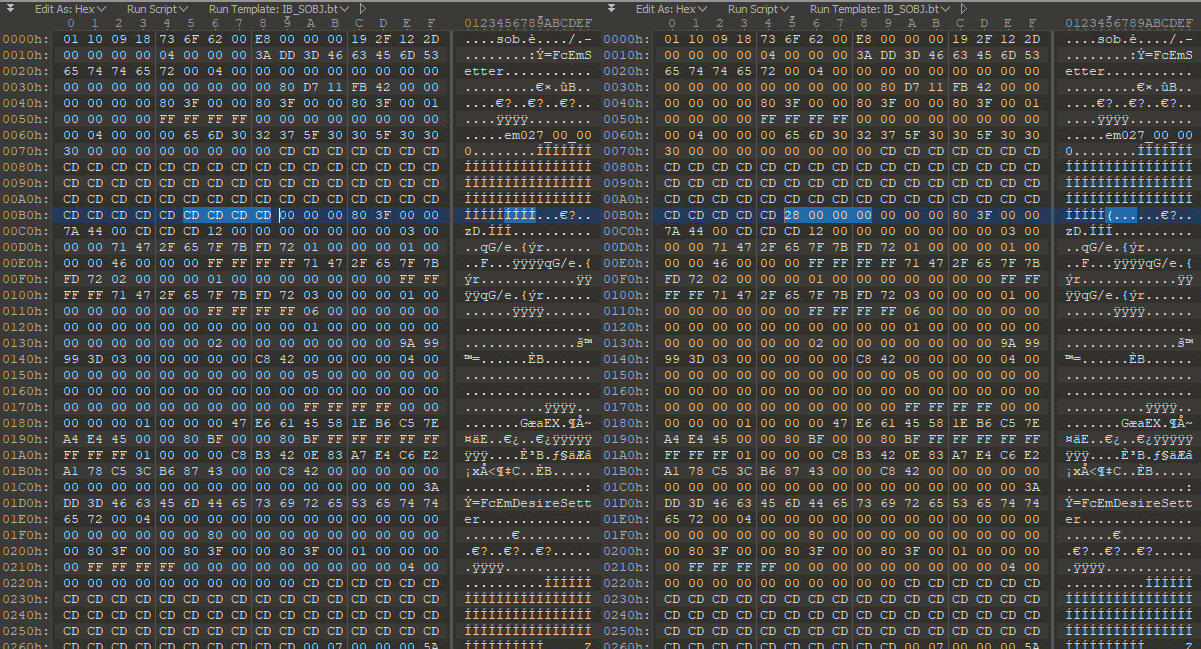 Edit As: Hex Run Script Run Template: IB_SOBJ.bt
0 1 2 3 4 5 6 7 8 9 A B C D E F 0123456789ABCDEF
0000h: 01 10 09 18 73 6F 62 00 E8 00 00 00 19 2F 12 2D ....sob.è..../.-
0010h: 00 00 00 00 04 00 00 00 3A DD 3D 46 63 45 6D 53 ........:Ý=FcEmS
0020h: 65 74 74 65 72 00 04 00 00 00 00 00 00 00 00 00 etter...........
0030h: 00 00 00 00 00 00 00 00 00 80 D7 11 FB 42 00 00 .........€×.ûB..
0040h: 00 00 00 00 80 3F 00 00 80 3F 00 00 80 3F 00 01 ....€?..€?..€?..
0050h: 00 00 00 00 FF FF FF FF 00 00 00 00 00 00 00 00 ....ÿÿÿÿ........
0060h: 00 04 00 00 00 65 6D 30 32 37 5F 30 30 5F 30 30 .....em027_00_00
0070h: 30 00 00 00 00 00 00 00 00 CD CD CD CD CD CD CD 0........ÍÍÍÍÍÍÍ
0080h: CD CD CD CD CD CD CD CD CD CD CD CD CD CD CD CD ÍÍÍÍÍÍÍÍÍÍÍÍÍÍÍÍ
0090h: CD CD CD CD CD CD CD CD CD CD CD CD CD CD CD CD ÍÍÍÍÍÍÍÍÍÍÍÍÍÍÍÍ
00A0h: CD CD CD CD CD CD CD CD CD CD CD CD CD CD CD CD ÍÍÍÍÍÍÍÍÍÍÍÍÍÍÍÍ
00B0h: CD CD CD CD CD CD CD CD CD 00 00 00 80 3F 00 00 ÍÍÍÍÍÍÍÍÍ...€?..
00C0h: 7A 44 00 CD CD CD 12 00 00 00 00 00 00 03 00 00 zD.ÍÍÍ..........
00D0h: 00 00 71 47 2F 65 7F 7B FD 72 01 00 00 00 01 00 ..qG/e.{ýr......
00E0h: 00 00 46 00 00 00 FF FF FF FF 71 47 2F 65 7F 7B ..F...ÿÿÿÿqG/e.{
00F0h: FD 72 02 00 00 00 01 00 00 00 00 00 00 00 FF FF ýr............ÿÿ
0100h: FF FF 71 47 2F 65 7F 7B FD 72 03 00 00 00 01 00 ÿÿqG/e.{ýr......
0110h: 00 00 00 00 00 00 FF FF FF FF 06 00 00 00 00 00 ......ÿÿÿÿ......
0120h: 00 00 00 00 00 00 00 00 00 00 01 00 00 00 00 00 ................
0130h: 00 00 00 00 00 00 02 00 00 00 00 00 00 00 9A 99 ..............š™
0140h: 99 3D 03 00 00 00 00 00 C8 42 00 00 00 00 04 00 ™=......ÈB......
0150h: 00 00 00 00 00 00 00 00 00 00 05 00 00 00 00 00 ................
0160h: 00 00 00 00 00 00 00 00 00 00 00 00 00 00 00 00 ................
0170h: 00 00 00 00 00 00 00 00 00 00 FF FF FF FF 00 00 ..........ÿÿÿÿ..
0180h: 00 00 00 01 00 00 00 47 E6 61 45 58 1E B6 C5 7E .......GæaEX.¶Å~
0190h: A4 E4 45 00 00 80 BF 00 00 80 BF FF FF FF FF FF ¤äE..€¿..€¿ÿÿÿÿÿ
01A0h: FF FF FF 01 00 00 00 C8 B3 42 0E 83 A7 E4 C6 E2 ÿÿÿ....È³B.ƒ§äÆâ
01B0h: A1 78 C5 3C B6 87 43 00 00 C8 42 00 00 00 00 00 ¡xÅ<¶‡C..ÈB.....
01C0h: 00 00 00 00 00 00 00 00 00 00 00 00 00 00 00 3A ...............:
01D0h: DD 3D 46 63 45 6D 44 65 73 69 72 65 53 65 74 74 Ý=FcEmDesireSett
01E0h: 65 72 00 04 00 00 00 00 00 00 00 00 00 00 00 00 er..............
01F0h: 00 00 00 00 00 00 80 00 00 00 00 00 00 00 00 00 ......€.........
0200h: 00 80 3F 00 00 80 3F 00 00 80 3F 00 01 00 00 00 .€?..€?..€?.....
0210h: 00 FF FF FF FF 00 00 00 00 00 00 00 00 00 04 00 .ÿÿÿÿ...........
0220h: 00 00 00 00 00 00 00 00 00 00 CD CD CD CD CD CD ..........ÍÍÍÍÍÍ
0230h: CD CD CD CD CD CD CD CD CD CD CD CD CD CD CD CD ÍÍÍÍÍÍÍÍÍÍÍÍÍÍÍÍ
0240h: CD CD CD CD CD CD CD CD CD CD CD CD CD CD CD CD ÍÍÍÍÍÍÍÍÍÍÍÍÍÍÍÍ
0250h: CD CD CD CD CD CD CD CD CD CD CD CD CD CD CD CD ÍÍÍÍÍÍÍÍÍÍÍÍÍÍÍÍ
0260h: CD CD CD CD CD CD CD CD CD CD 00 07 00 00 00 5A ÍÍÍÍÍÍÍÍÍÍ.....Z
Edit As: Hex Run Script Run Template: IB_SOBJ.bt
0 1 2 3 4 5 6 7 8 9 A B C D E F 0123456789ABCDEF
0000h: 01 10 09 18 73 6F 62 00 E8 00 00 00 19 2F 12 2D ....sob.è..../.-
0010h: 00 00 00 00 04 00 00 00 3A DD 3D 46 63 45 6D 53 ........:Ý=FcEmS
0020h: 65 74 74 65 72 00 04 00 00 00 00 00 00 00 00 00 etter...........
0030h: 00 00 00 00 00 00 00 00 00 80 D7 11 FB 42 00 00 .........€×.ûB..
0040h: 00 00 00 00 80 3F 00 00 80 3F 00 00 80 3F 00 01 ....€?..€?..€?..
0050h: 00 00 00 00 FF FF FF FF 00 00 00 00 00 00 00 00 ....ÿÿÿÿ........
0060h: 00 04 00 00 00 65 6D 30 32 37 5F 30 30 5F 30 30 .....em027_00_00
0070h: 30 00 00 00 00 00 00 00 00 CD CD CD CD CD CD CD 0........ÍÍÍÍÍÍÍ
0080h: CD CD CD CD CD CD CD CD CD CD CD CD CD CD CD CD ÍÍÍÍÍÍÍÍÍÍÍÍÍÍÍÍ
0090h: CD CD CD CD CD CD CD CD CD CD CD CD CD CD CD CD ÍÍÍÍÍÍÍÍÍÍÍÍÍÍÍÍ
00A0h: CD CD CD CD CD CD CD CD CD CD CD CD CD CD CD CD ÍÍÍÍÍÍÍÍÍÍÍÍÍÍÍÍ
00B0h: CD CD CD CD CD 28 00 00 00 00 00 00 80 3F 00 00 ÍÍÍÍÍ(......€?..
00C0h: 7A 44 00 CD CD CD 12 00 00 00 00 00 00 03 00 00 zD.ÍÍÍ..........
00D0h: 00 00 71 47 2F 65 7F 7B FD 72 01 00 00 00 01 00 ..qG/e.{ýr......
00E0h: 00 00 46 00 00 00 FF FF FF FF 71 47 2F 65 7F 7B ..F...ÿÿÿÿqG/e.{
00F0h: FD 72 02 00 00 00 01 00 00 00 00 00 00 00 FF FF ýr............ÿÿ
0100h: FF FF 71 47 2F 65 7F 7B FD 72 03 00 00 00 01 00 ÿÿqG/e.{ýr......
0110h: 00 00 00 00 00 00 FF FF FF FF 06 00 00 00 00 00 ......ÿÿÿÿ......
0120h: 00 00 00 00 00 00 00 00 00 00 01 00 00 00 00 00 ................
0130h: 00 00 00 00 00 00 02 00 00 00 00 00 00 00 9A 99 ..............š™
0140h: 99 3D 03 00 00 00 00 00 C8 42 00 00 00 00 04 00 ™=......ÈB......
0150h: 00 00 00 00 00 00 00 00 00 00 05 00 00 00 00 00 ................
0160h: 00 00 00 00 00 00 00 00 00 00 00 00 00 00 00 00 ................
0170h: 00 00 00 00 00 00 00 00 00 00 FF FF FF FF 00 00 ..........ÿÿÿÿ..
0180h: 00 00 00 01 00 00 00 47 E6 61 45 58 1E B6 C5 7E .......GæaEX.¶Å~
0190h: A4 E4 45 00 00 80 BF 00 00 80 BF FF FF FF FF FF ¤äE..€¿..€¿ÿÿÿÿÿ
01A0h: FF FF FF 01 00 00 00 C8 B3 42 0E 83 A7 E4 C6 E2 ÿÿÿ....È³B.ƒ§äÆâ
01B0h: A1 78 C5 3C B6 87 43 00 00 C8 42 00 00 00 00 00 ¡xÅ<¶‡C..ÈB.....
01C0h: 00 00 00 00 00 00 00 00 00 00 00 00 00 00 00 3A ...............:
01D0h: DD 3D 46 63 45 6D 44 65 73 69 72 65 53 65 74 74 Ý=FcEmDesireSett
01E0h: 65 72 00 04 00 00 00 00 00 00 00 00 00 00 00 00 er..............
01F0h: 00 00 00 00 00 00 80 00 00 00 00 00 00 00 00 00 ......€.........
0200h: 00 80 3F 00 00 80 3F 00 00 80 3F 00 01 00 00 00 .€?..€?..€?.....
0210h: 00 FF FF FF FF 00 00 00 00 00 00 00 00 00 04 00 .ÿÿÿÿ...........
0220h: 00 00 00 00 00 00 00 00 00 00 CD CD CD CD CD CD ..........ÍÍÍÍÍÍ
0230h: CD CD CD CD CD CD CD CD CD CD CD CD CD CD CD CD ÍÍÍÍÍÍÍÍÍÍÍÍÍÍÍÍ
0240h: CD CD CD CD CD CD CD CD CD CD CD CD CD CD CD CD ÍÍÍÍÍÍÍÍÍÍÍÍÍÍÍÍ
0250h: CD CD CD CD CD CD CD CD CD CD CD CD CD CD CD CD ÍÍÍÍÍÍÍÍÍÍÍÍÍÍÍÍ
0260h: CD CD CD CD CD CD CD CD CD CD 00 07 00 00 00 5A ÍÍÍÍÍÍÍÍÍÍ.....Z